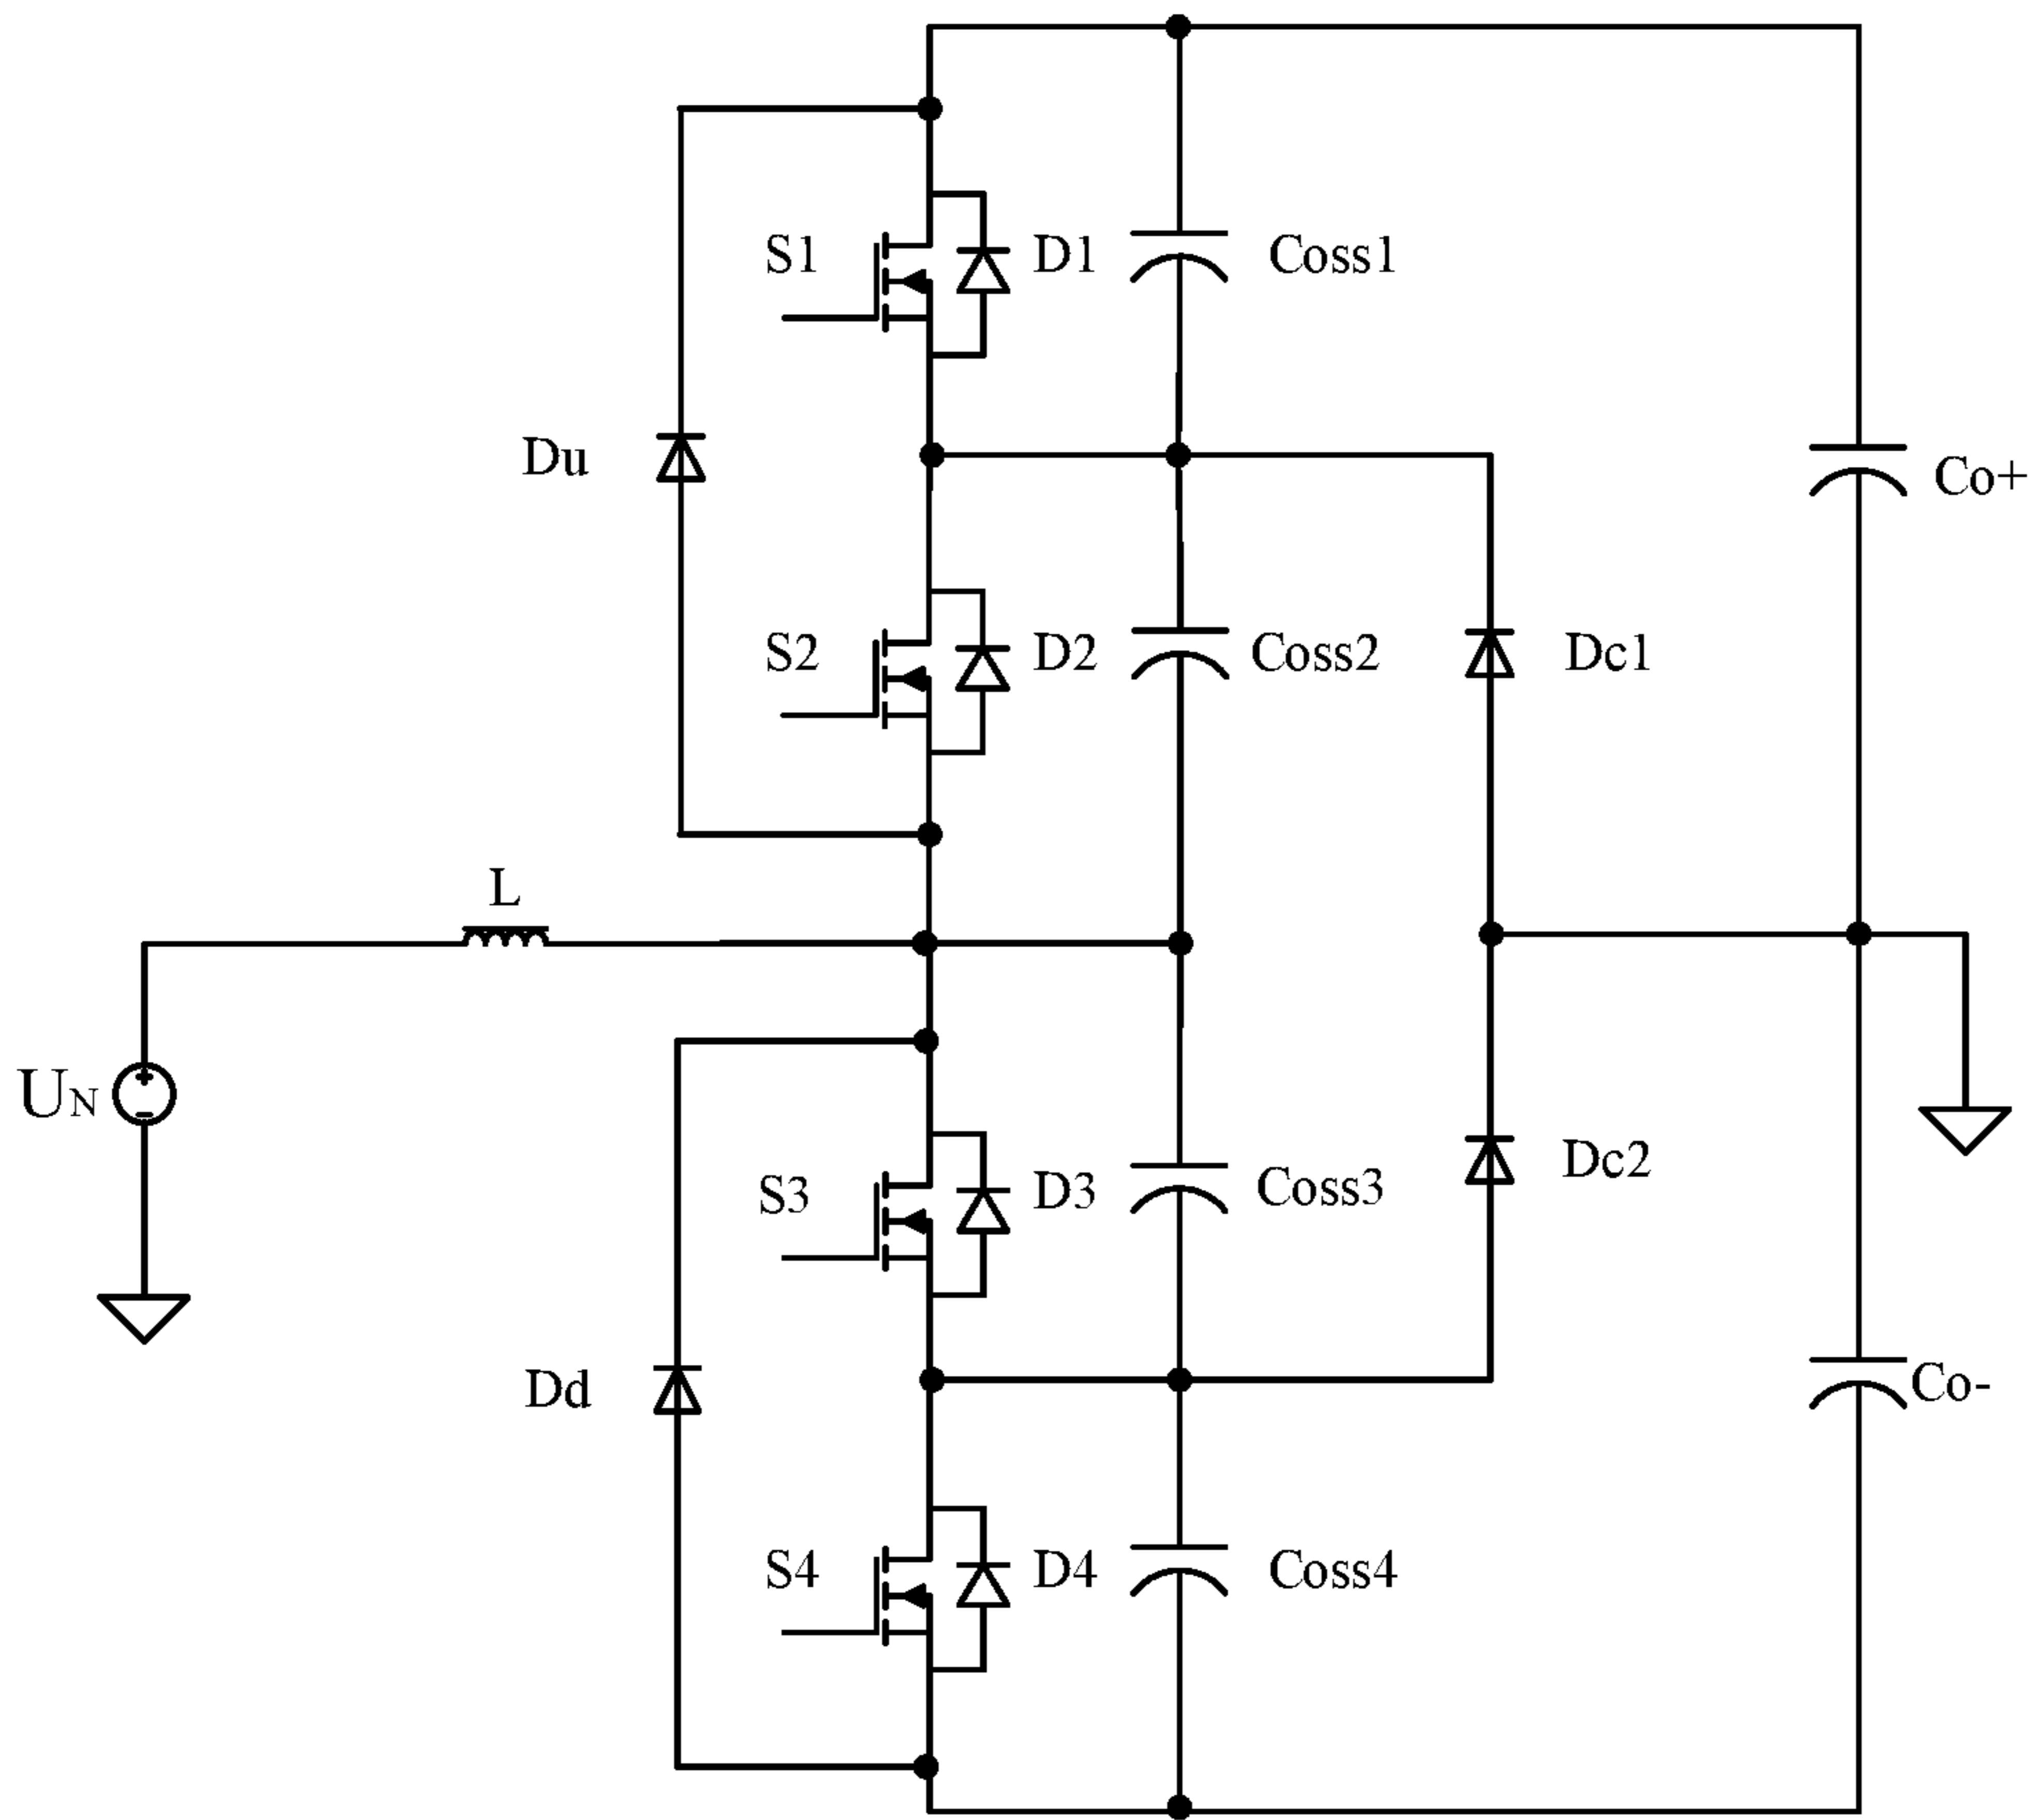 S1
D1
Coss1
Du
Co+
S2
D2
Coss2
Dc1
L
UN
S3
D3
Coss3
Dc2
Dd
Co-
S4
D4
Coss4